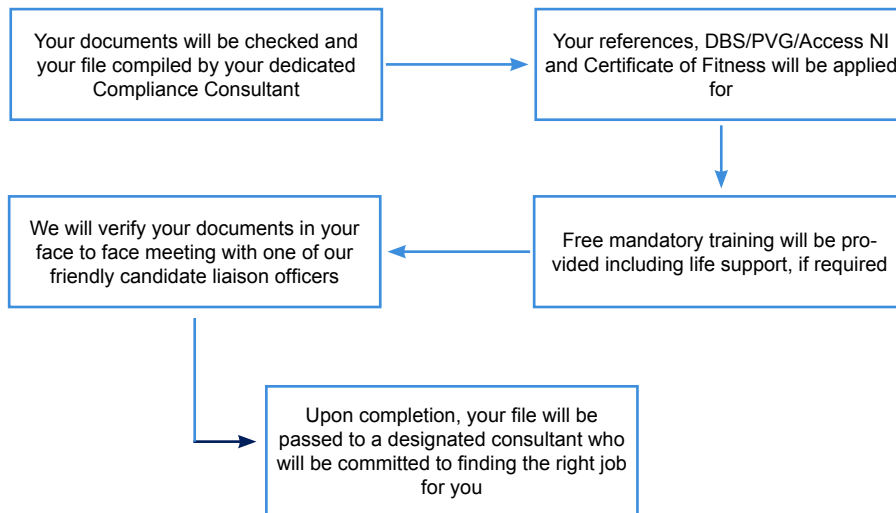 Your documents will be checked and
your file compiled by your dedicated
Compliance Consultant
Your references, DBS/PVG/Access NI
and Certificate of Fitness will be applied
for
Free mandatory training will be pro-
vided including life support, if required
We will verify your documents in your
face to face meeting with one of our
friendly candidate liaison officers
Upon completion, your file will be
passed to a designated consultant who
will be committed to finding the right job
for you